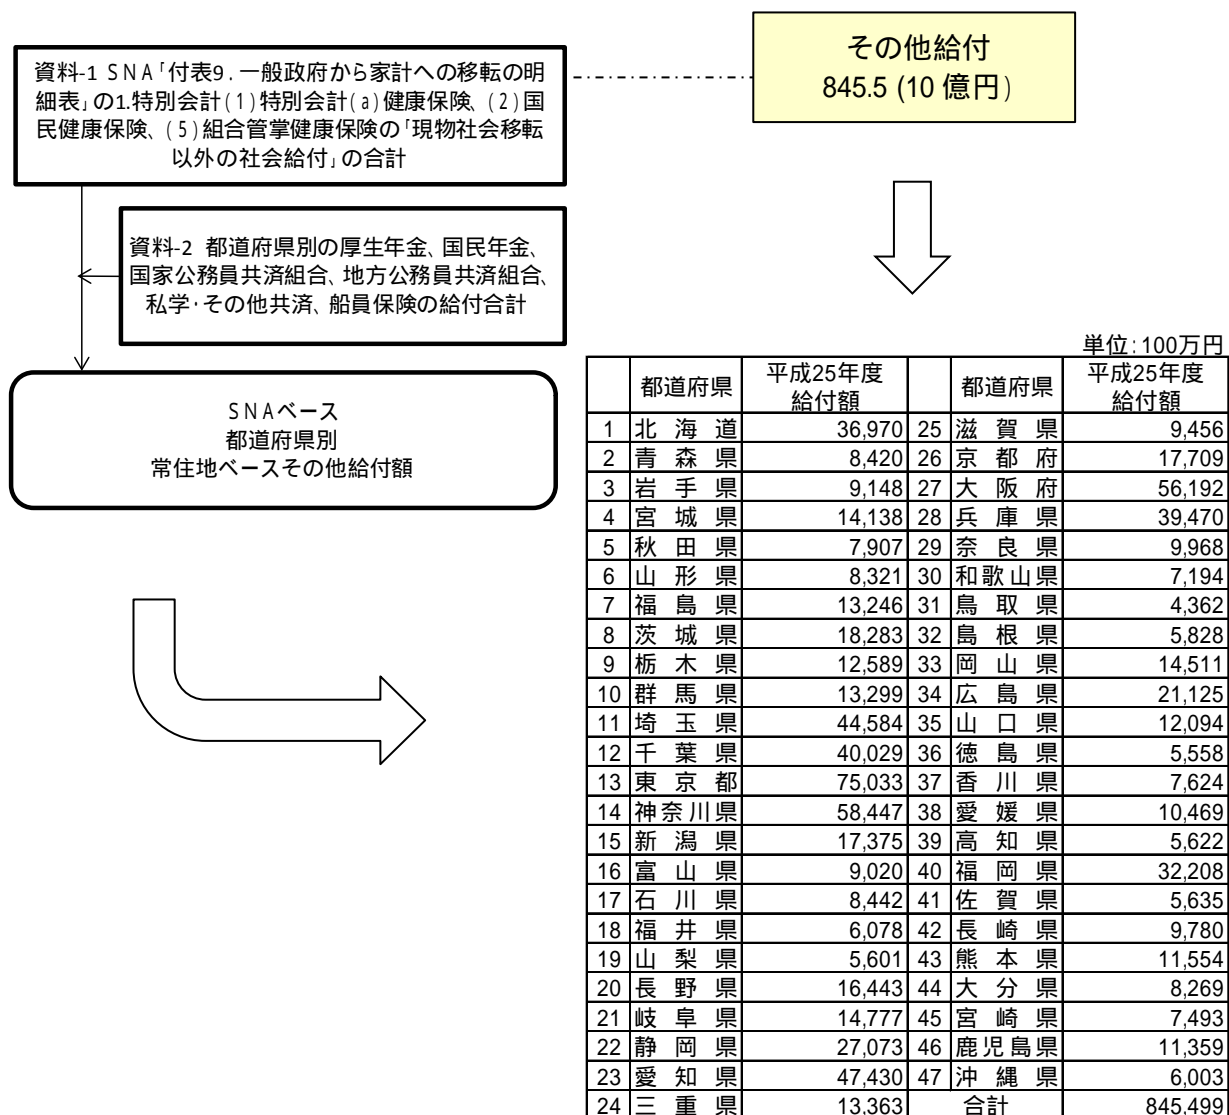 その他給付
845.5 (10 億円)
資料-1 SNA「付表9.一般政府から家計への移転の明
細表」の1.特別会計(1)特別会計(a)健康保険、(2)国
民健康保険、(5)組合管掌健康保険の「現物社会移転
以外の社会給付」の合計
資料-2 都道府県別の厚生年金、国民年金、
国家公務員共済組合、地方公務員共済組合、
私学・その他共済、船員保険の給付合計
SNAベース
都道府県別
常住地ベースその他給付額
単位:100万円
都道府県 平成25年度 給付額 都道府県 平成25年度 給付額
1 北海道 36,970 25 滋賀県 9,456
2 青森県 8,420 26 京都府 17,709
3 岩手県 9,148 27 大阪府 56,192
4 宮城県 14,138 28 兵庫県 39,470
5 秋田県 7,907 29 奈良県 9,968
6 山形県 8,321 30 和歌山県 7,194
7 福島県 13,246 31 鳥取県 4,362
8 茨城県 18,283 32 島根県 5,828
9 栃木県 12,589 33 岡山県 14,511
10 群馬県 13,299 34 広島県 21,125
11 埼玉県 44,584 35 山口県 12,094
12 千葉県 40,029 36 徳島県 5,558
13 東京都 75,033 37 香川県 7,624
14 神奈川県 58,447 38 愛媛県 10,469
15 新潟県 17,375 39 高知県 5,622
16 富山県 9,020 40 福岡県 32,208
17 石川県 8,442 41 佐賀県 5,635
18 福井県 6,078 42 長崎県 9,780
19 山梨県 5,601 43 熊本県 11,554
20 長野県 16,443 44 大分県 8,269
21 岐阜県 14,777 45 宮崎県 7,493
22 静岡県 27,073 46 鹿児島県 11,359
23 愛知県 47,430 47 沖縄県 6,003
24 三重県 13,363 合計 845,499